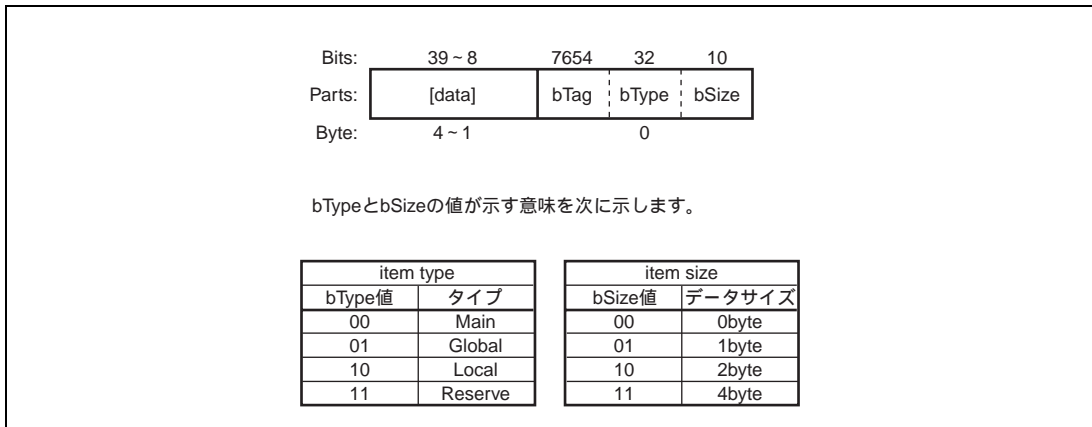 Bits: 39 ~ 8 7654 32 10
Parts: [data] bTag bType bSize
Byte: 4 ~ 1 0
bTypeとbSizeの値が示す意味を次に示します。
item type
bType値 タイプ
00 Main
01 Global
10 Local
11 Reserve
item size
bSize値 データサイズ
00 0byte
01 1byte
10 2byte
11 4byte